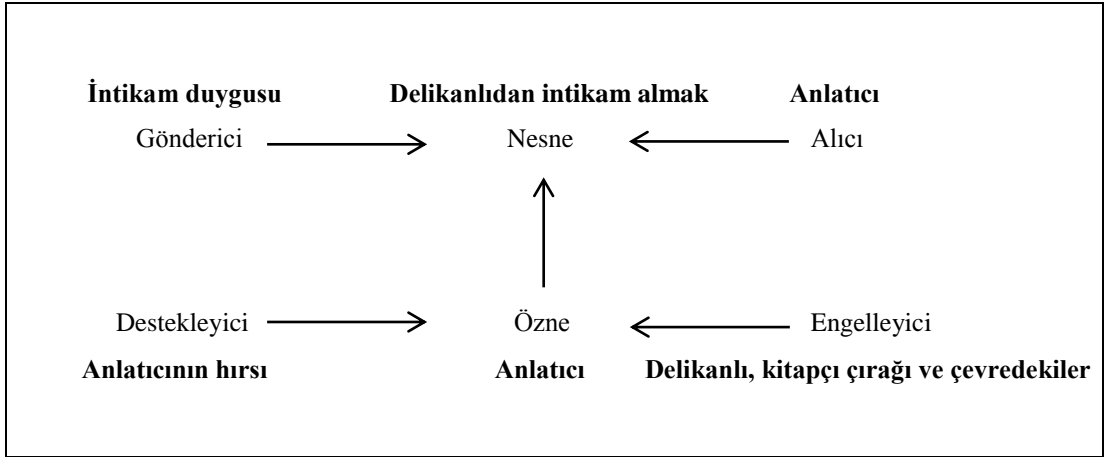 İntikam duygusu Delikanlıdan intikam almak Anlatıcı
Gönderici Nesne Alıcı
Destekleyici Özne Engelleyici
Anlatıcının hırsı Anlatıcı Delikanlı, kitapçı çırağı ve çevredekiler